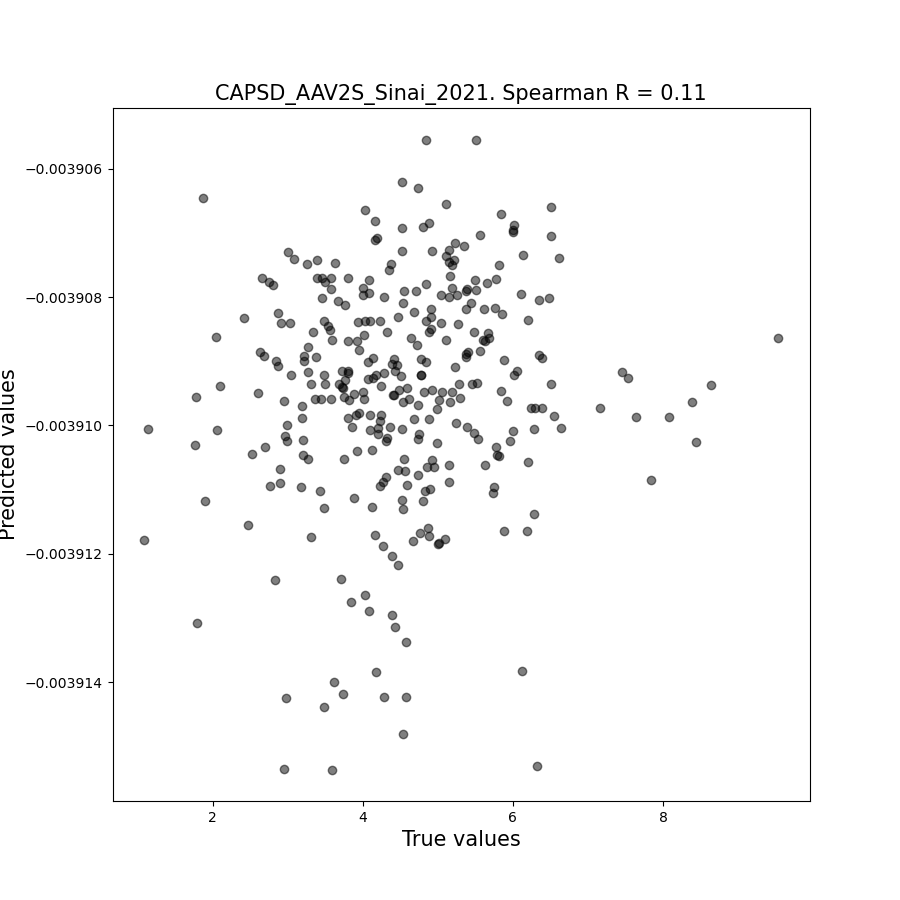 CAPSD_AAV2S_Sinai_2021. Spearman R = 0.11
Predicted values
−0.003906
−0.003908
−0.003910
−0.003912
−0.003914
2 4 6 8
True values